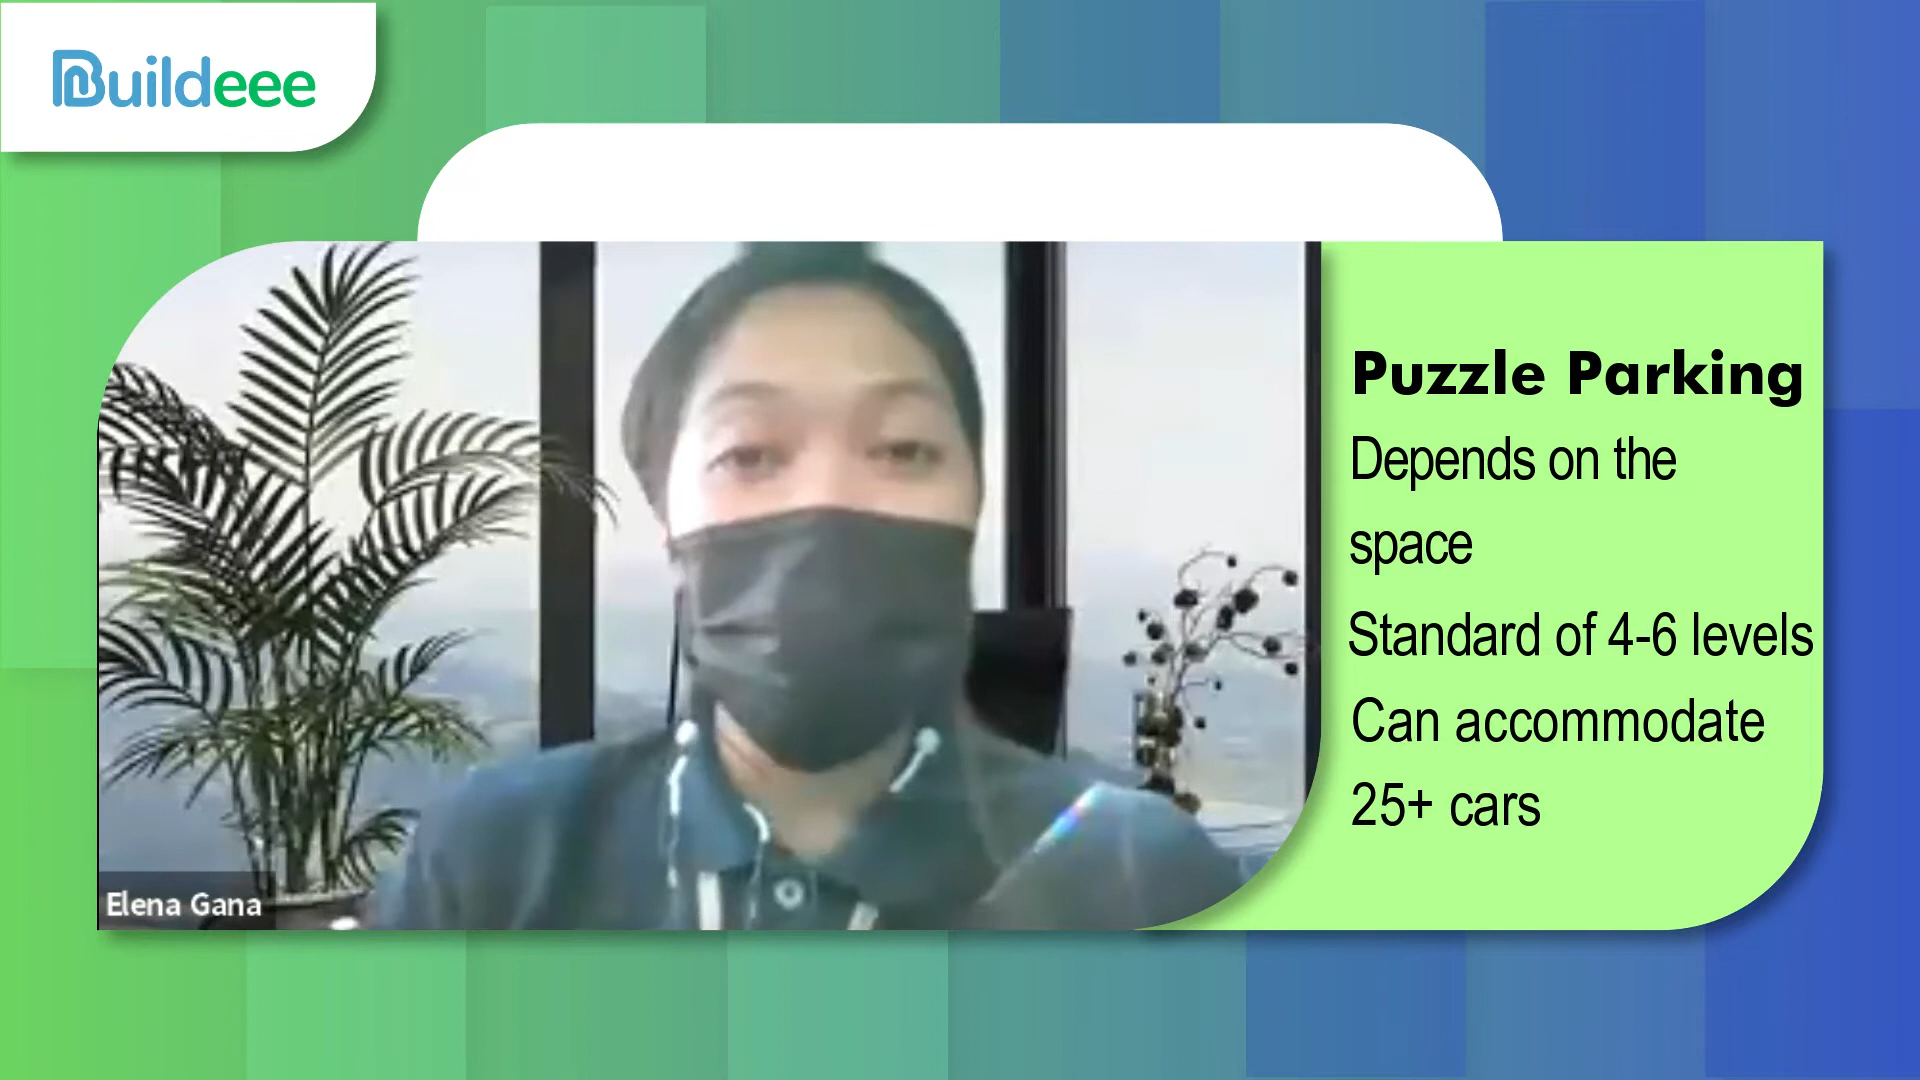 Buildeee
Puzzle Parking
Depends on the
space
Standard of 4-6 levels
Can accommodate
25+ cars
Elena Gana